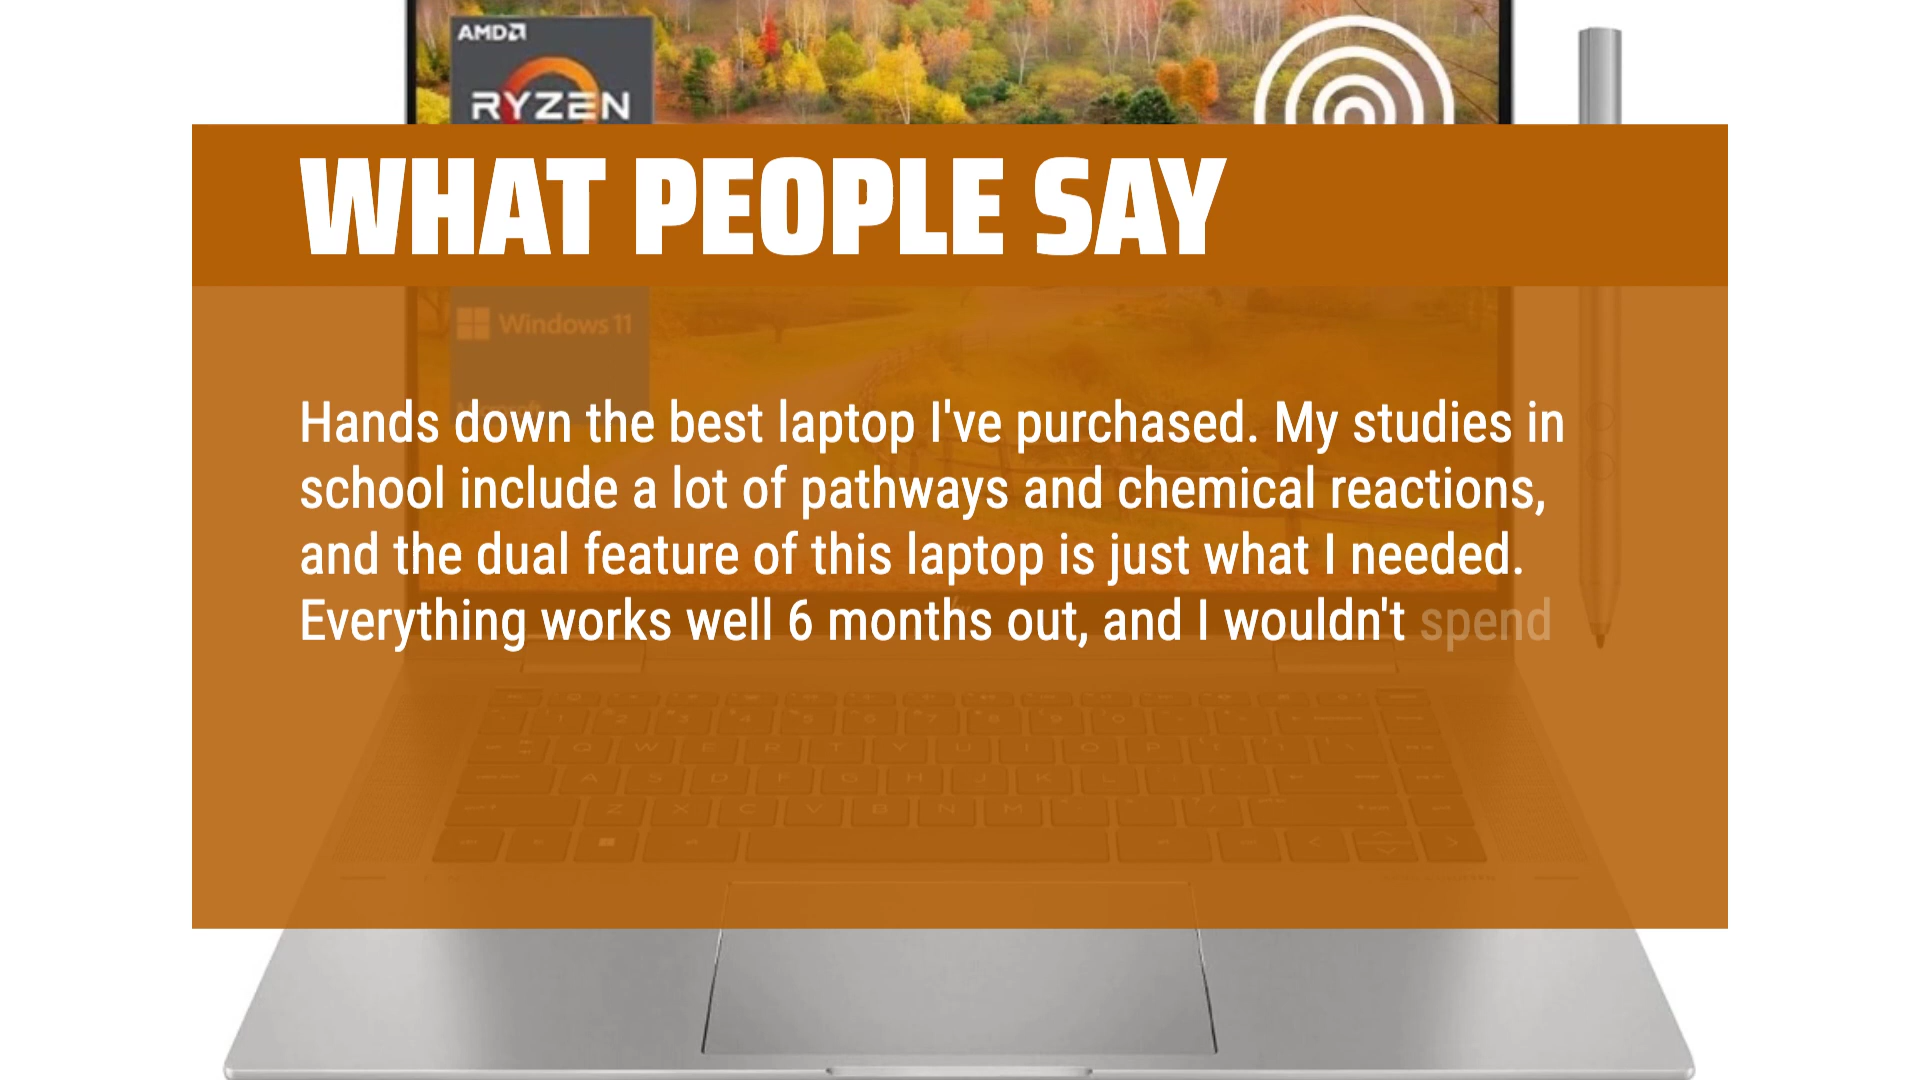 AMD
RYZEN
WHAT PEOPLE SAY
Windows 11
Hands down the best laptop I've purchased. My studies in
school include a lot of pathways and chemical reactions,
and the dual feature of this laptop is just what I needed.
Everything works well 6 months out, and I wouldn't spend
Q W E R T Y U I O P
A S D F G H J K L
Z X C V B N M